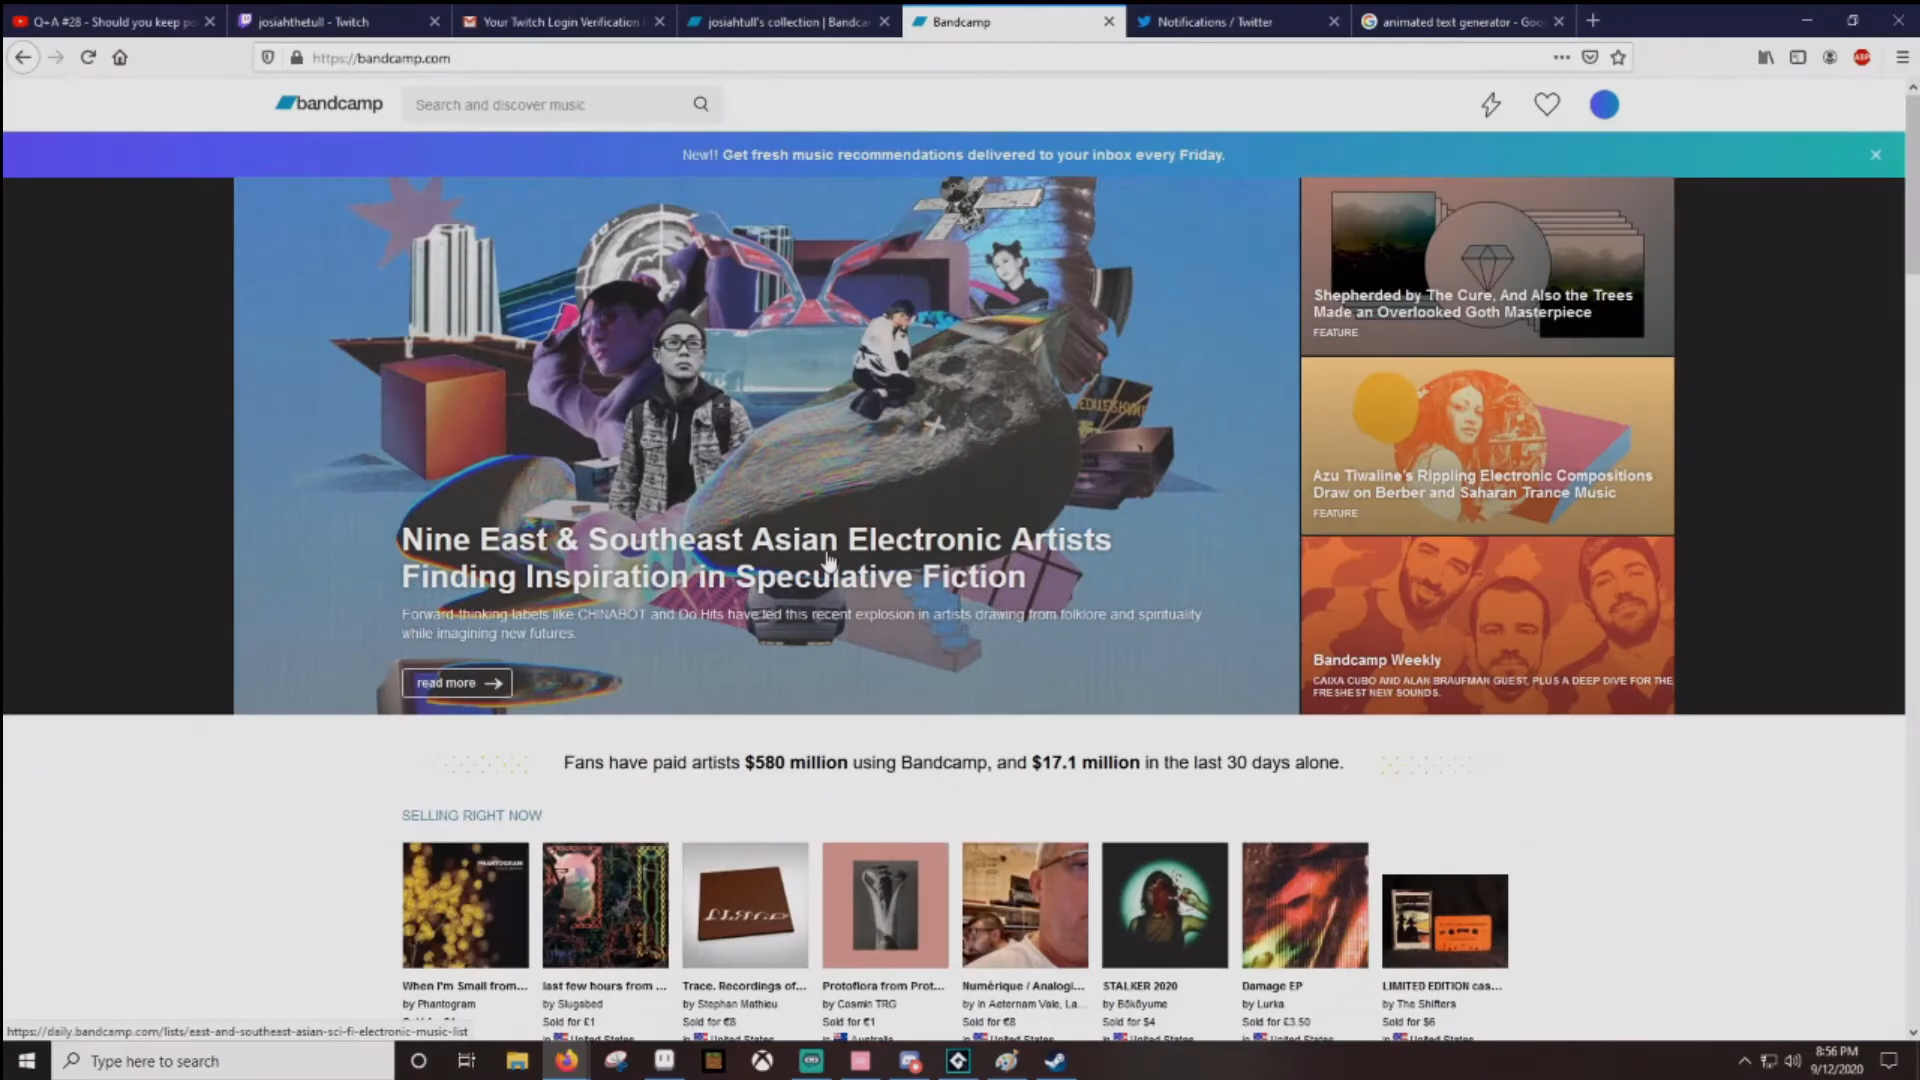 Q+A #28 - Should you keep po
josiahthetull - Twitch
Your Twitch Login Verification
josiahtull's collection | Bandca
Bandcamp
Notifications / Twitter
animated text generator - Goo
https://bandcamp.com
bandcamp
Search and discover music
New!! Get fresh music recommendations delivered to your inbox every Friday.
Nine East & Southeast Asian Electronic Artists
Finding Inspiration in Speculative Fiction
Forward-thinking labels like CHINABOT and Do Hits have led this recent explosion in artists drawing from folklore and spirituality
while imagining new futures.
read more
Shepherded by The Cure, And Also the Trees
Made an Overlooked Goth Masterpiece
FEATURE
Azu Tiwaline's Rippling Electronic Compositions
Draw on Berber and Saharan Trance Music
FEATURE
Bandcamp Weekly
CAIXA CUBO AND ALAN BRAUFMAN GUEST, PLUS A DEEP DIVE FOR THE
FRESHEST NEW SOUNDS.
Fans have paid artists $580 million using Bandcamp, and $17.1 million in the last 30 days alone.
SELLING RIGHT NOW
PHANTOGRAM
When I'm Small from...
by Phantogram
last few hours from ...
by Slugabed
Sold for £1
in United States
Trace. Recordings of...
by Stephan Mathieu
Sold for €8
in United States
Protoflora from Prot...
by Cosmin TRG
Sold for €1
in Australia
Numérique / Analogi...
by In Aeternam Vale, La...
Sold for €8
in United States
STALKER 2020
by Bōkōyume
Sold for $4
in United States
Damage EP
by Lurka
Sold for £3.50
in United States
LIMITED EDITION cas...
by The Shifters
Sold for $6
in United States
https://daily.bandcamp.com/lists/east-and-southeast-asian-sci-fi-electronic-music-list
Type here to search
8:56 PM
9/12/2020